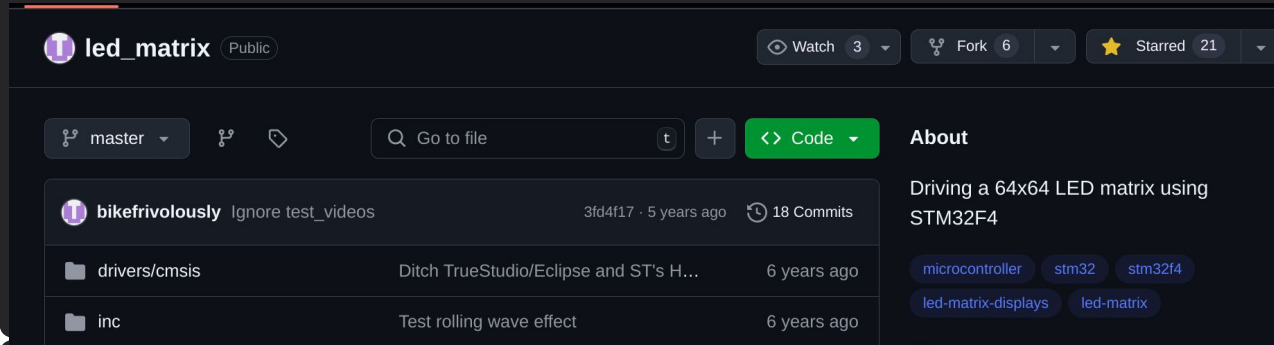 led_matrix Public Watch 3 Fork 6 Starred 21
master Go to file t Code
bikefrivolously Ignore test_videos 3fd4f17 · 5 years ago 18 Commits
drivers/cmsis Ditch TrueStudio/Eclipse and ST's H... 6 years ago
inc Test rolling wave effect 6 years ago
About
Driving a 64x64 LED matrix using
STM32F4
microcontroller stm32 stm32f4
led-matrix-displays led-matrix